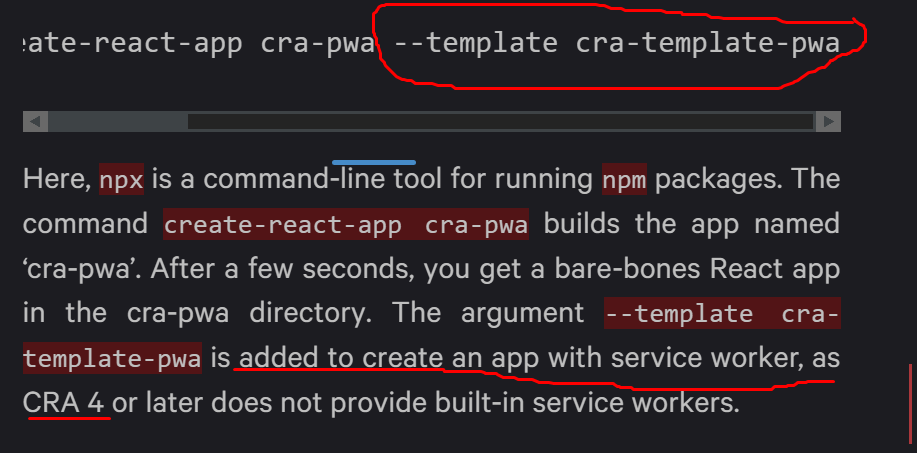 eate-react-app cra-pwa --template cra-template-pwa
Here, npx is a command-line tool for running npm packages. The
command create-react-app cra-pwa builds the app named
‘cra-pwa’. After a few seconds, you get a bare-bones React app
in the cra-pwa directory. The argument --template cra-
template-pwa is added to create an app with service worker, as
CRA 4 or later does not provide built-in service workers.